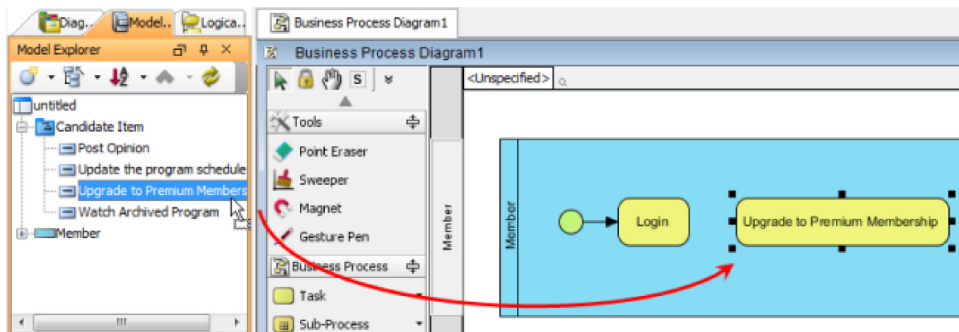 Diag..
Model..
Logica..
Business Process Diagram1
Model Explorer
Business Process Diagram1
S
<Unspecified>
untitled
Candidate Item
Post Opinion
Update the program schedule
Upgrade to Premium Members
Watch Archived Program
Member
Tools
Point Eraser
Sweeper
Magnet
Gesture Pen
Business Process
Task
Sub-Process
Member
Member
Login
Upgrade to Premium Membership